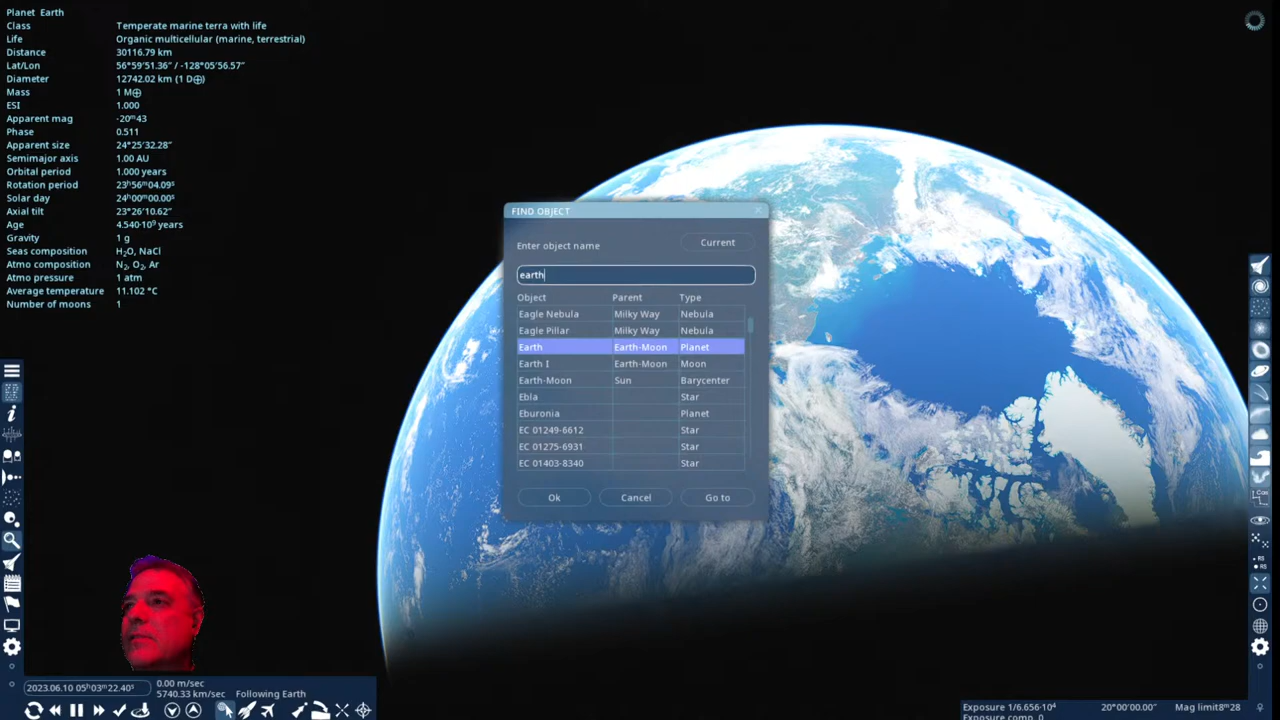 Planet Earth
Class Temperate marine terra with life
Life Organic multicellular (marine, terrestrial)
Distance 30116.79 km
Lat/Lon 56°59′51.36″ / -128°05′56.57″
Diameter 12742.02 km (1 D⊕)
Mass 1 M⊕
ESI 1.000
Apparent mag -20ᵐ43
Phase 0.511
Apparent size 24°25′32.28″
Semimajor axis 1.00 AU
Orbital period 1.000 years
Rotation period 23ʰ56ᵐ04.09ˢ
Solar day 24ʰ00ᵐ00.00ˢ
Axial tilt 23°26′10.62″
Age 4.540·10⁹ years
Gravity 1 g
Seas composition H₂O, NaCl
Atmo composition N₂, O₂, Ar
Atmo pressure 1 atm
Average temperature 11.102 °C
Number of moons 1
FIND OBJECT
Enter object name Current
earth
Object Parent Type
Eagle Nebula Milky Way Nebula
Eagle Pillar Milky Way Nebula
Earth Earth-Moon Planet
Earth I Earth-Moon Moon
Earth-Moon Sun Barycenter
Ebla Star
Eburonia Planet
EC 01249-6612 Star
EC 01275-6931 Star
EC 01403-8340 Star
Ok Cancel Go to
RS
RS
2023.06.10 05ʰ03ᵐ22.40ˢ
0.00 m/sec
5740.33 km/sec Following Earth
Exposure 1/6.656·10⁴ 20°00′00.00″ Mag limit 8ᵐ28
Exposure comp. 0